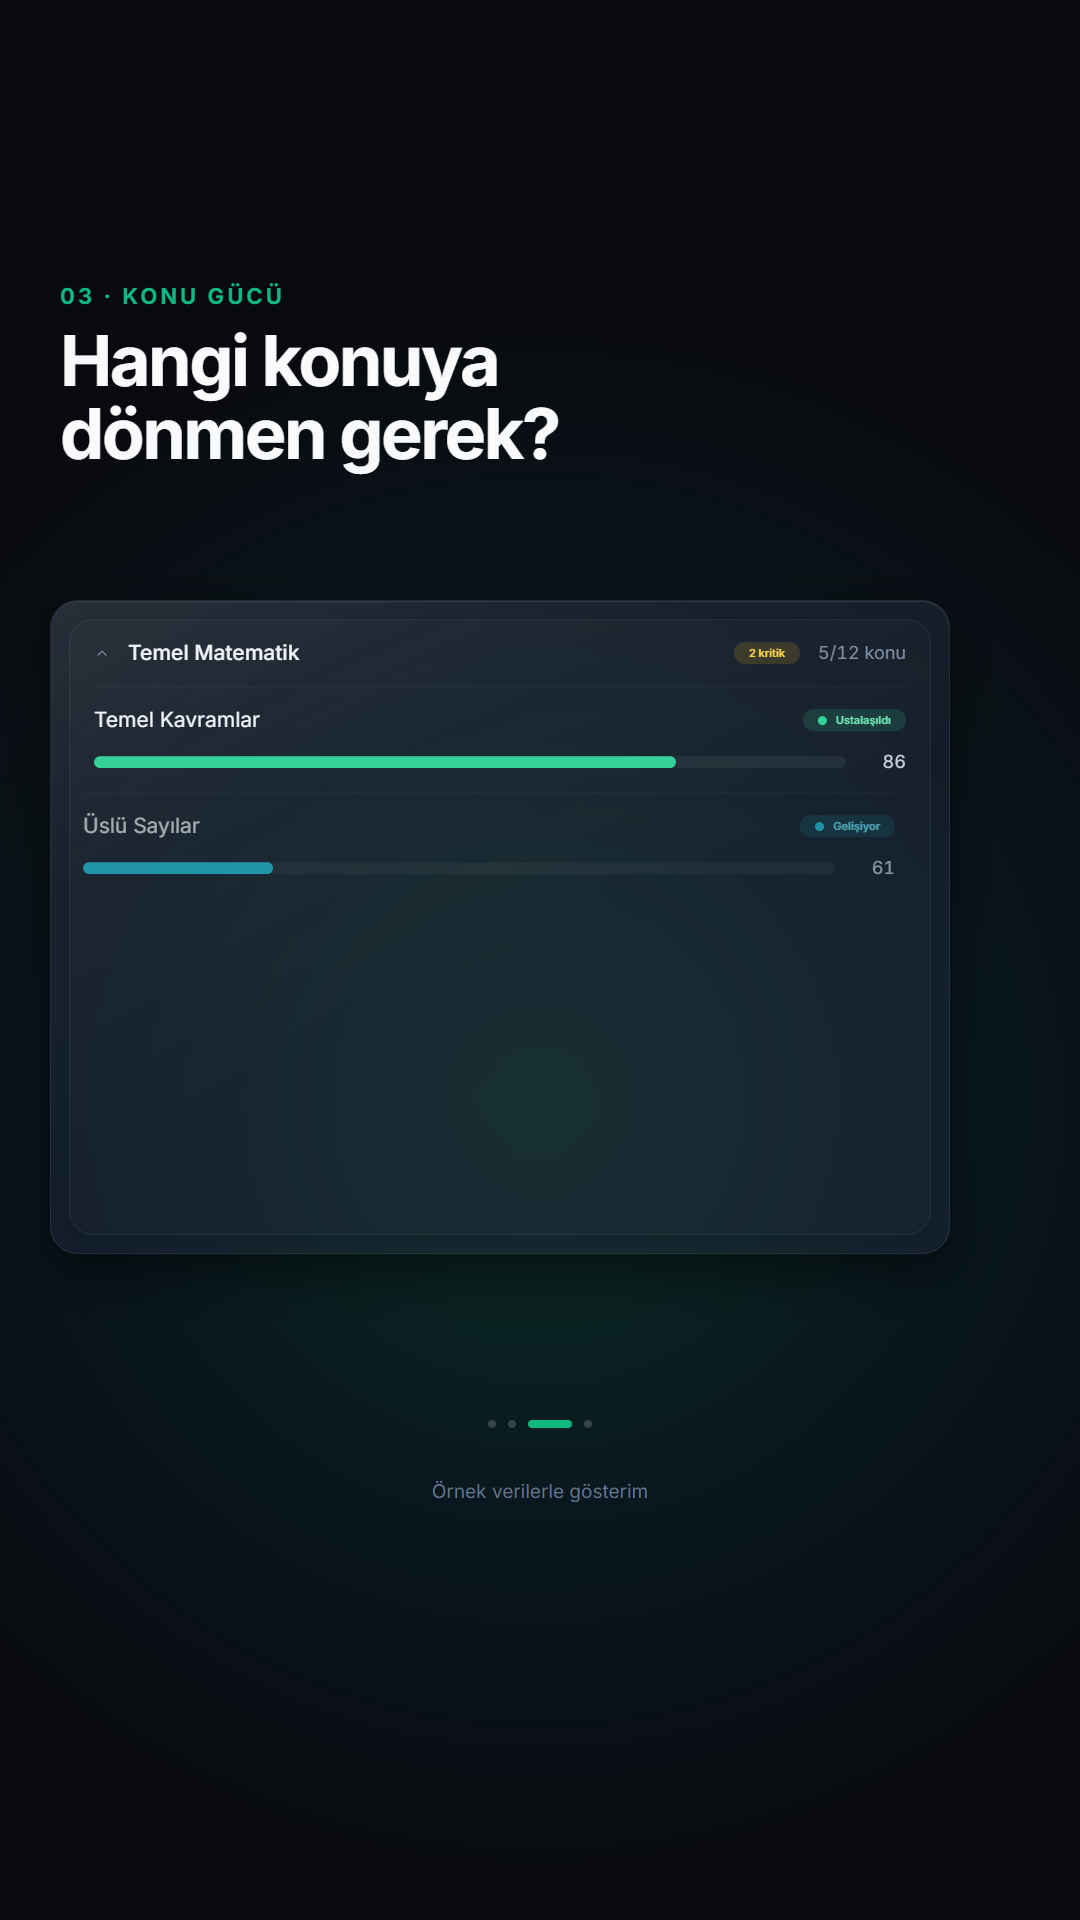 03 · KONU GÜCÜ
Hangi konuya
dönmen gerek?
Temel Matematik 2 kritik 5/12 konu
Temel Kavramlar Ustalaşıldı
86
Üslü Sayılar Gelişiyor
61
Örnek verilerle gösterim